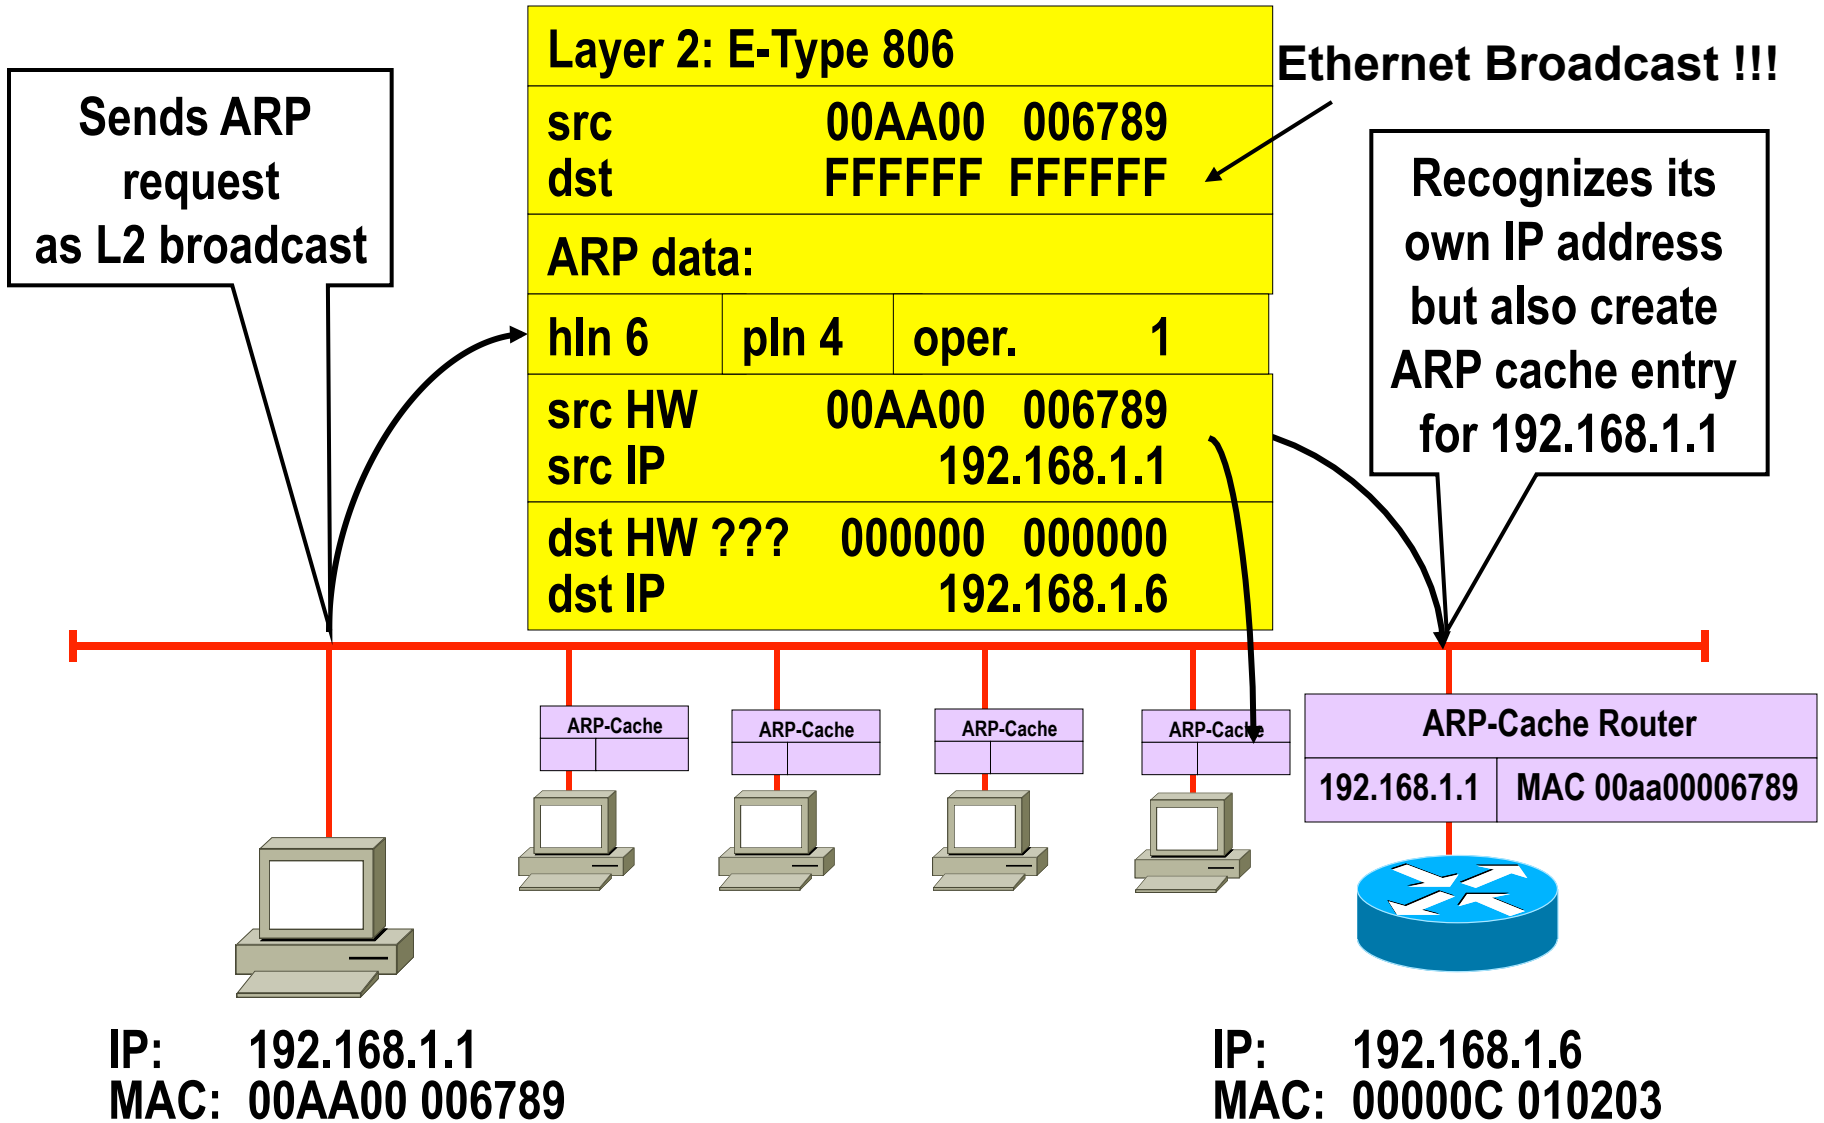 Layer 2: E-Type 806
Ethernet Broadcast !!!
Sends ARP
request
as L2 broadcast
src 00AA00 006789
dst FFFFFF FFFFFF
Recognizes its
own IP address
but also create
ARP cache entry
for 192.168.1.1
ARP data:
hln 6 pln 4 oper. 1
src HW 00AA00 006789
src IP 192.168.1.1
dst HW ??? 000000 000000
dst IP 192.168.1.6
ARP-Cache
ARP-Cache
ARP-Cache
ARP-Cache
ARP-Cache Router
192.168.1.1 MAC 00aa00006789
IP: 192.168.1.1
MAC: 00AA00 006789
IP: 192.168.1.6
MAC: 00000C 010203